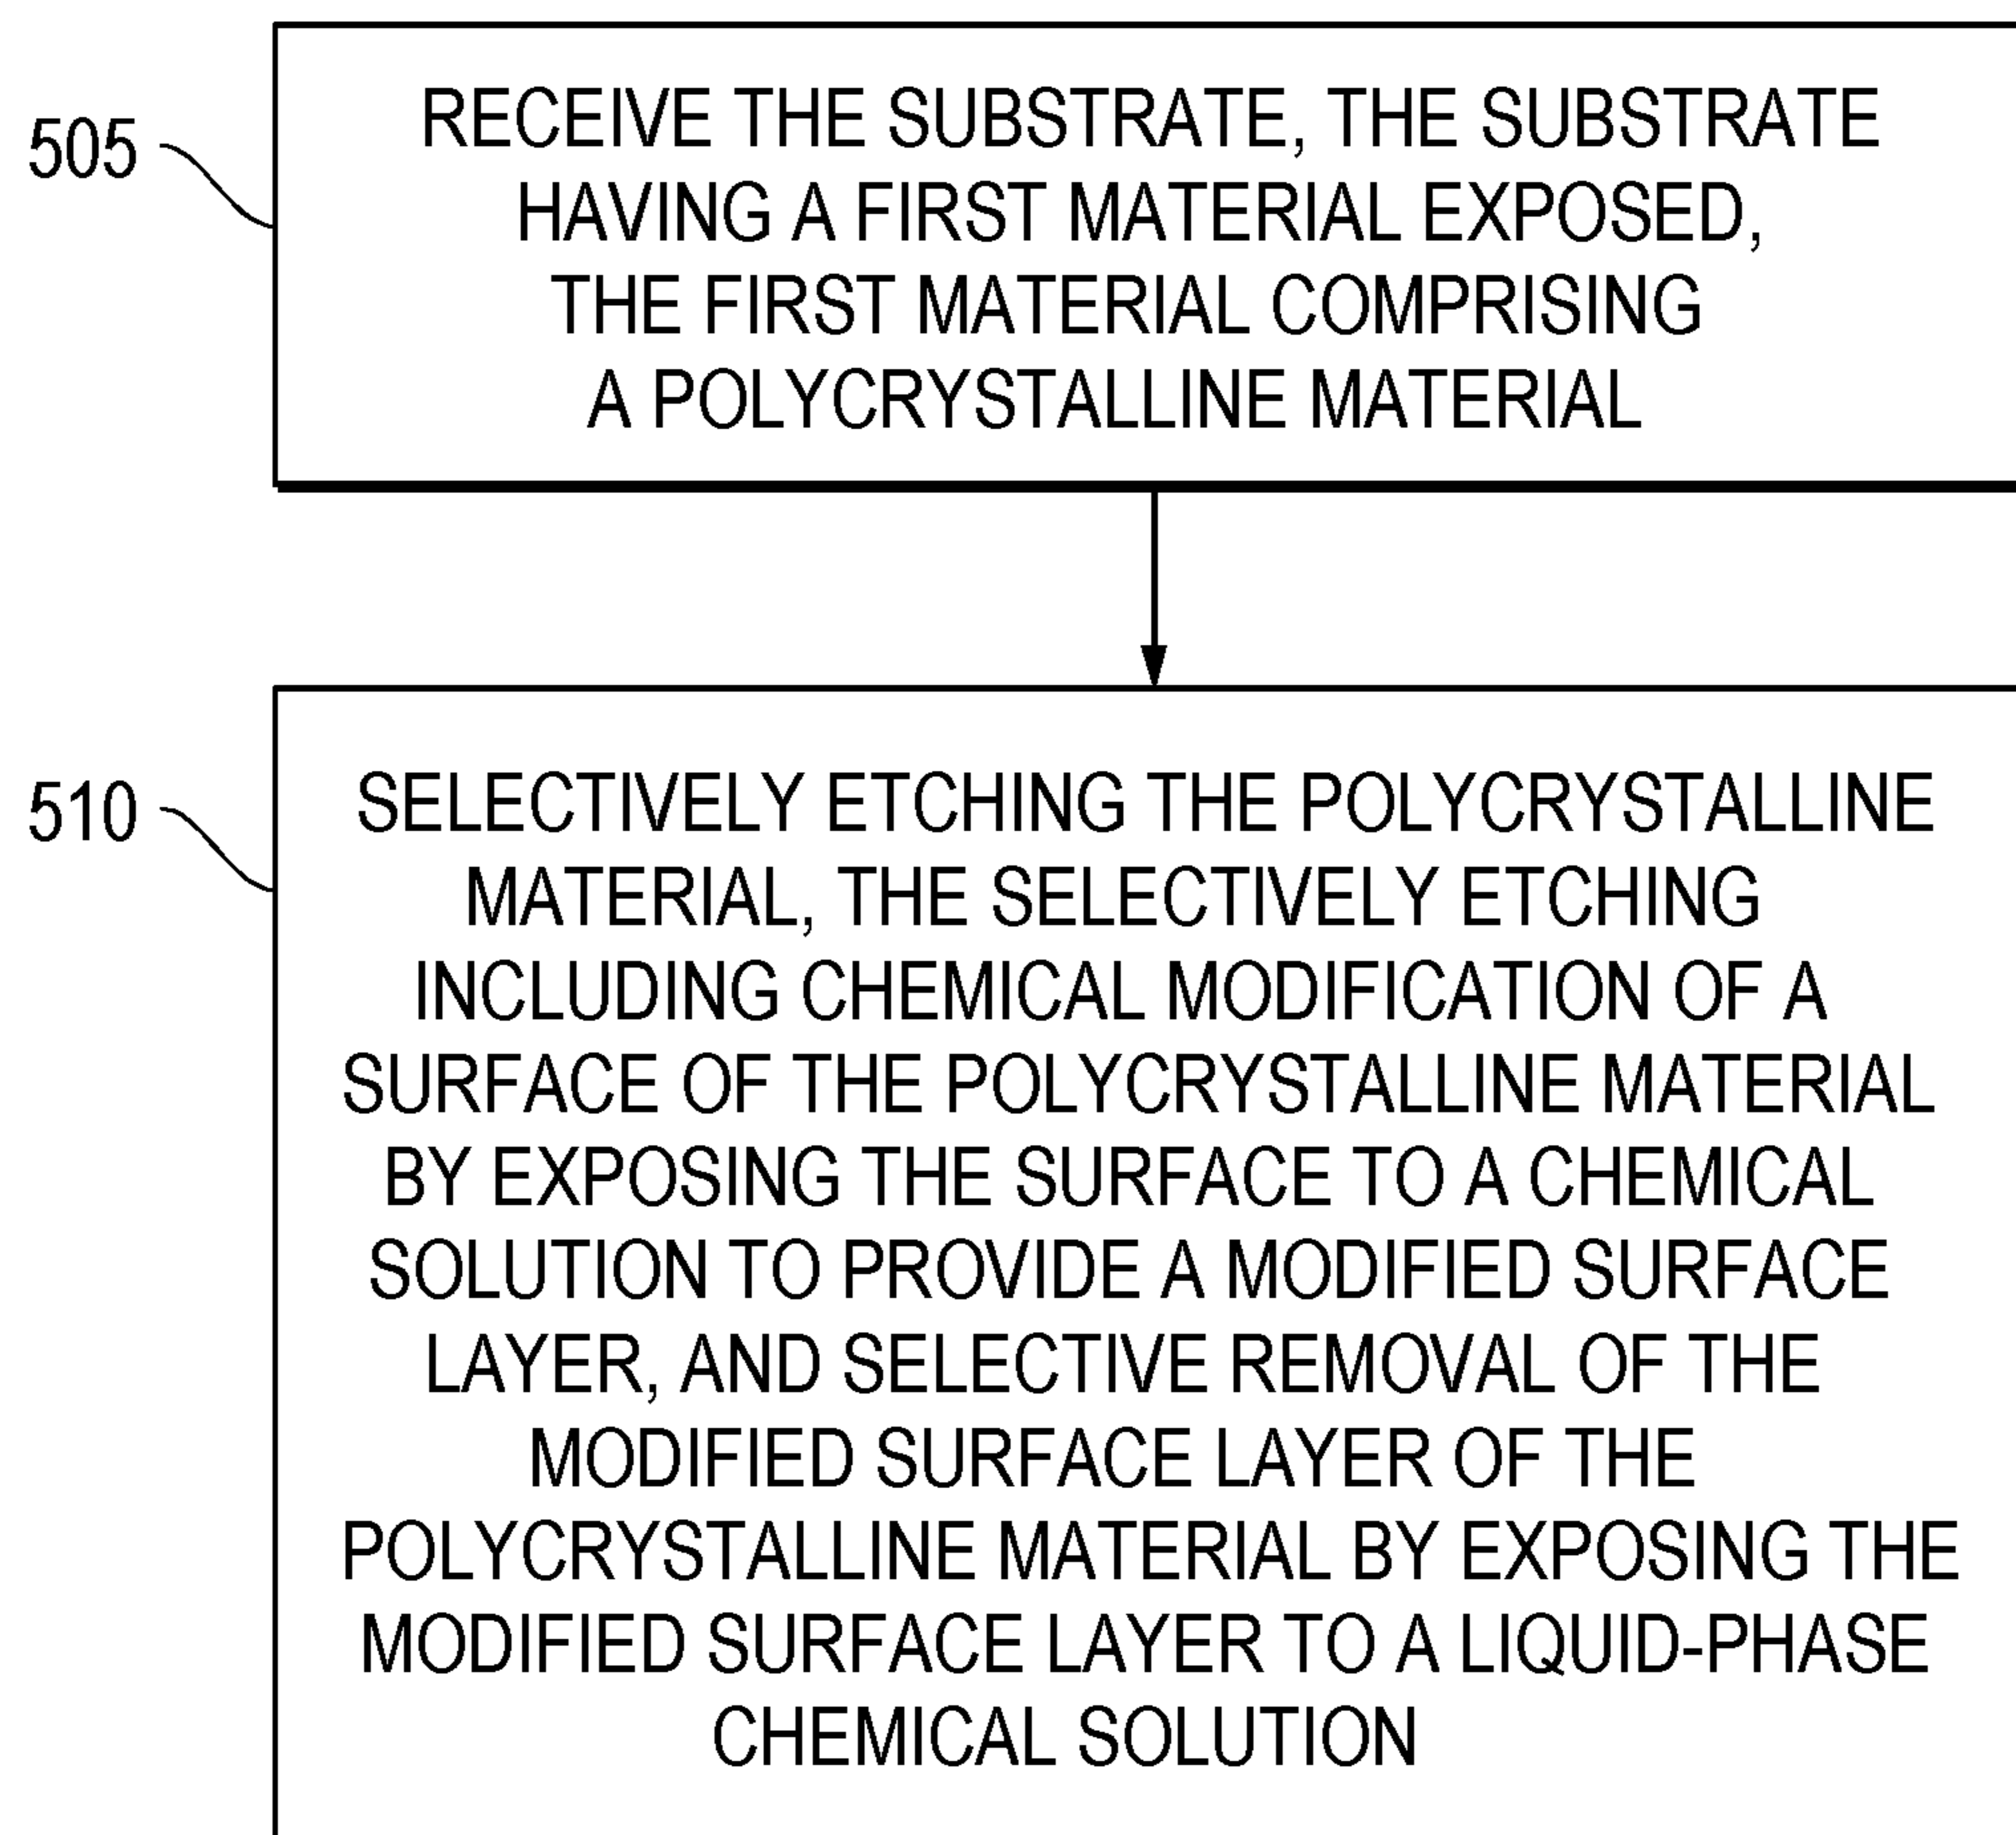 505
RECEIVE THE SUBSTRATE, THE SUBSTRATE
HAVING A FIRST MATERIAL EXPOSED,
THE FIRST MATERIAL COMPRISING
A POLYCRYSTALLINE MATERIAL
510
SELECTIVELY ETCHING THE POLYCRYSTALLINE
MATERIAL, THE SELECTIVELY ETCHING
INCLUDING CHEMICAL MODIFICATION OF A
SURFACE OF THE POLYCRYSTALLINE MATERIAL
BY EXPOSING THE SURFACE TO A CHEMICAL
SOLUTION TO PROVIDE A MODIFIED SURFACE
LAYER, AND SELECTIVE REMOVAL OF THE
MODIFIED SURFACE LAYER OF THE
POLYCRYSTALLINE MATERIAL BY EXPOSING THE
MODIFIED SURFACE LAYER TO A LIQUID-PHASE
CHEMICAL SOLUTION